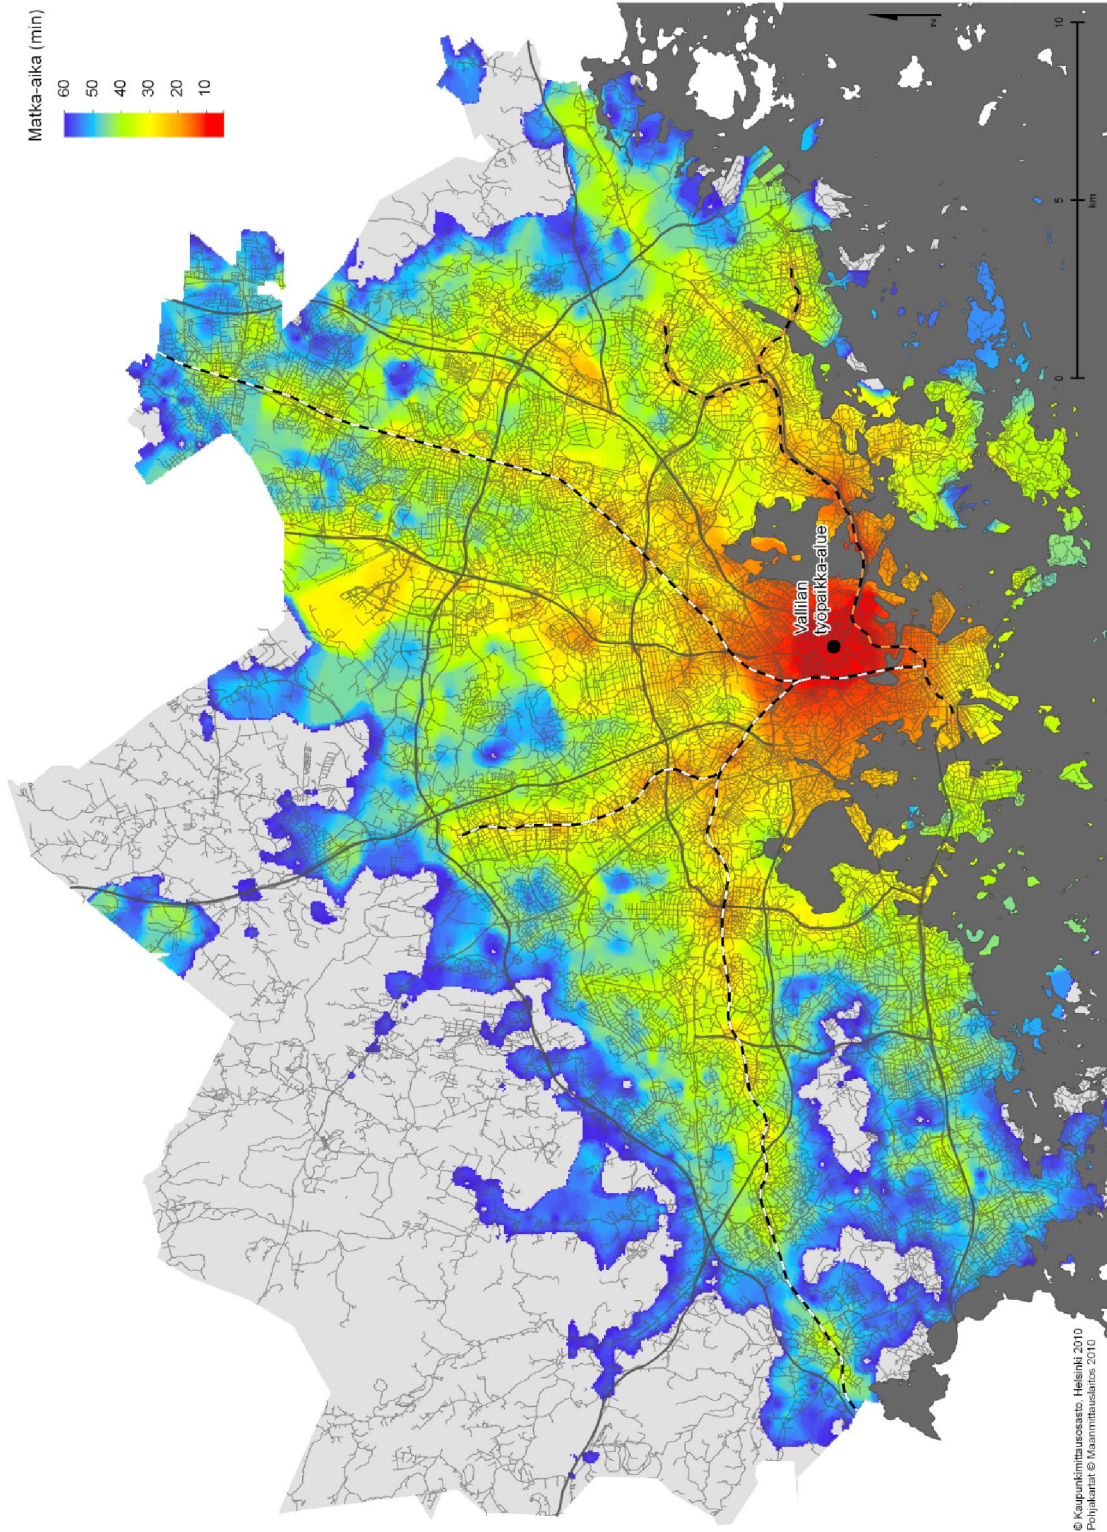 Matka-aika (min)
60
50
40
30
20
10
Vallilan
työpaikka-alue
N
0
5
10
km
© Kaupunkimittausosasto, Helsinki 2010
Pohjakartat © Maanmittauslaitos 2010